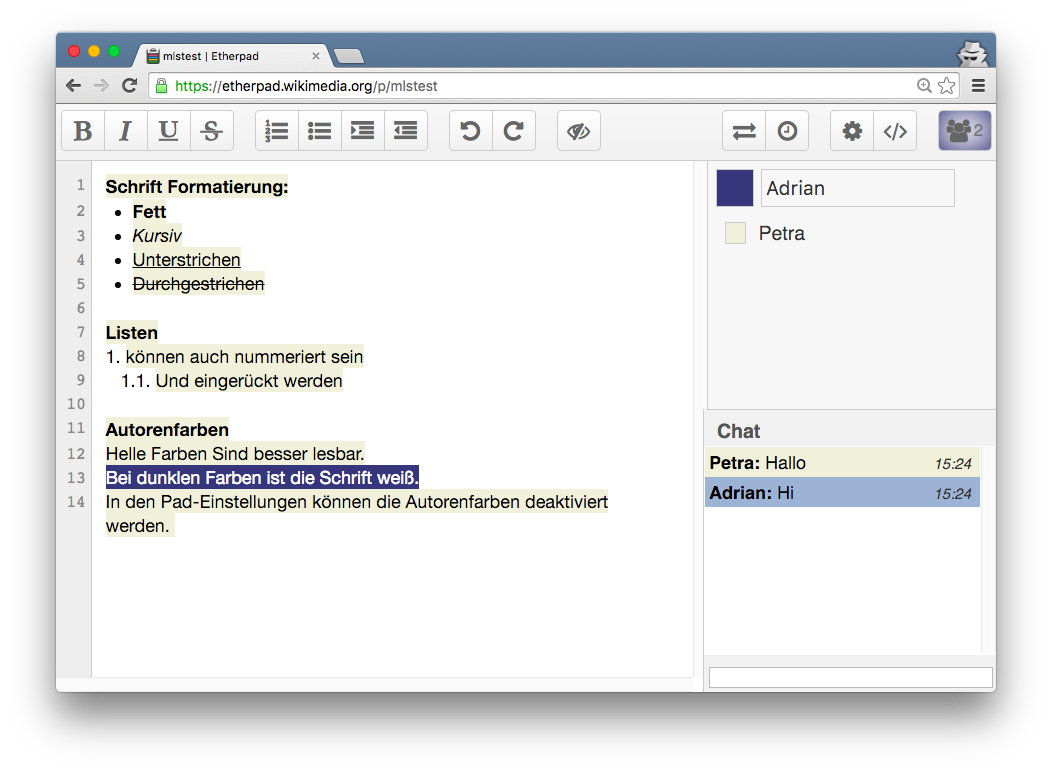 mlstest | Etherpad
https://etherpad.wikimedia.org/p/mlstest
B I U S
2
1 Schrift Formatierung:
2 • Fett
3 • Kursiv
4 • Unterstrichen
5 • Durchgestrichen
6
7 Listen
8 1. können auch nummeriert sein
9 1.1. Und eingerückt werden
10
11 Autorenfarben
12 Helle Farben Sind besser lesbar.
13 Bei dunklen Farben ist die Schrift weiß.
14 In den Pad-Einstellungen können die Autorenfarben deaktiviert
werden.
Adrian
Petra
Chat
Petra: Hallo 15:24
Adrian: Hi 15:24